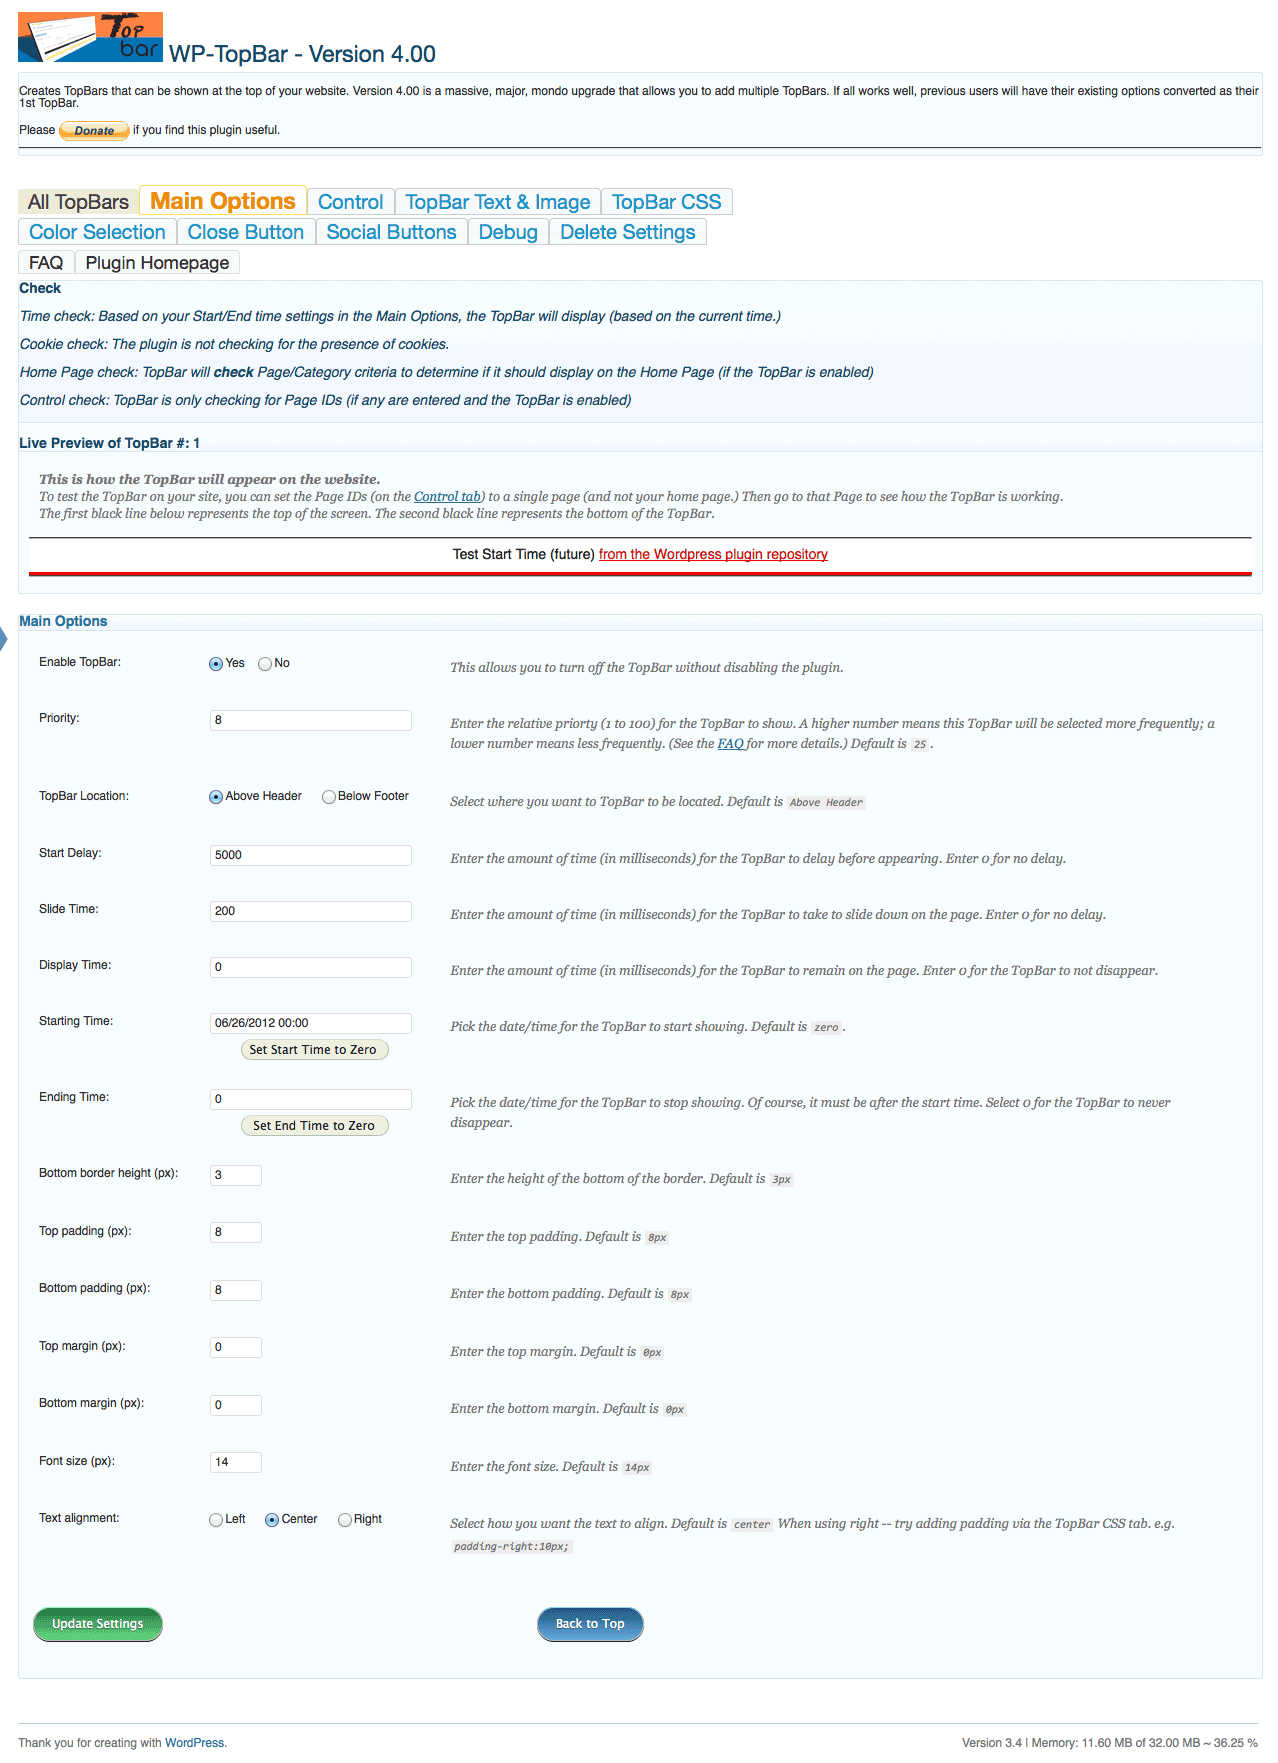 Top
bar
WP-TopBar - Version 4.00
Creates TopBars that can be shown at the top of your website. Version 4.00 is a massive, major, mondo upgrade that allows you to add multiple TopBars. If all works well, previous users will have their existing options converted as their
1st TopBar.
Please Donate if you find this plugin useful.
All TopBars Main Options Control TopBar Text & Image TopBar CSS
Color Selection Close Button Social Buttons Debug Delete Settings
FAQ Plugin Homepage
Check
Time check: Based on your Start/End time settings in the Main Options, the TopBar will display (based on the current time.)
Cookie check: The plugin is not checking for the presence of cookies.
Home Page check: TopBar will check Page/Category criteria to determine if it should display on the Home Page (if the TopBar is enabled)
Control check: TopBar is only checking for Page IDs (if any are entered and the TopBar is enabled)
Live Preview of TopBar #: 1
This is how the TopBar will appear on the website.
To test the TopBar on your site, you can set the Page IDs (on the Control tab) to a single page (and not your home page.) Then go to that Page to see how the TopBar is working.
The first black line below represents the top of the screen. The second black line represents the bottom of the TopBar.
Test Start Time (future) from the Wordpress plugin repository
Main Options
Enable TopBar: Yes No This allows you to turn off the TopBar without disabling the plugin.
Priority: 8 Enter the relative priorty (1 to 100) for the TopBar to show. A higher number means this TopBar will be selected more frequently; a
lower number means less frequently. (See the FAQ for more details.) Default is 25 .
TopBar Location: Above Header Below Footer Select where you want to TopBar to be located. Default is Above Header
Start Delay: 5000 Enter the amount of time (in milliseconds) for the TopBar to delay before appearing. Enter 0 for no delay.
Slide Time: 200 Enter the amount of time (in milliseconds) for the TopBar to take to slide down on the page. Enter 0 for no delay.
Display Time: 0 Enter the amount of time (in milliseconds) for the TopBar to remain on the page. Enter 0 for the TopBar to not disappear.
Starting Time: 06/26/2012 00:00 Pick the date/time for the TopBar to start showing. Default is zero .
Set Start Time to Zero
Ending Time: 0 Pick the date/time for the TopBar to stop showing. Of course, it must be after the start time. Select 0 for the TopBar to never
disappear.
Set End Time to Zero
Bottom border height (px): 3 Enter the height of the bottom of the border. Default is 3px
Top padding (px): 8 Enter the top padding. Default is 8px
Bottom padding (px): 8 Enter the bottom padding. Default is 8px
Top margin (px): 0 Enter the top margin. Default is 0px
Bottom margin (px): 0 Enter the bottom margin. Default is 0px
Font size (px): 14 Enter the font size. Default is 14px
Text alignment: Left Center Right Select how you want the text to align. Default is center When using right -- try adding padding via the TopBar CSS tab. e.g.
padding-right:10px;
Update Settings Back to Top
Thank you for creating with WordPress. Version 3.4 | Memory: 11.60 MB of 32.00 MB ~ 36.25 %